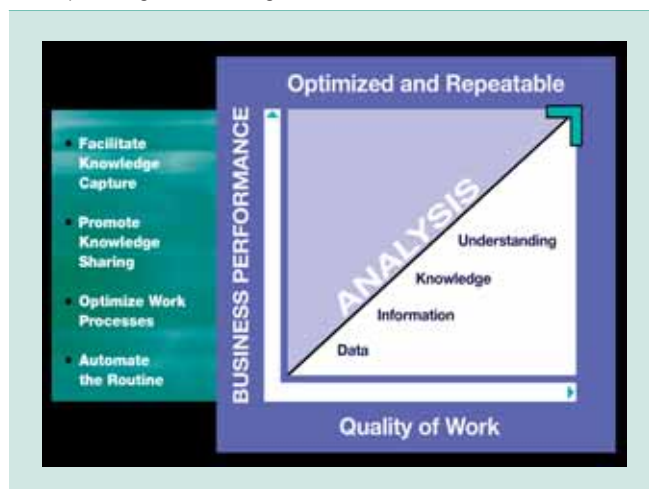 Optimized and Repeatable
• Facilitate
Knowledge
Capture
• Promote
Knowledge
Sharing
• Optimize Work
Processes
• Automate
the Routine
BUSINESS PERFORMANCE
ANALYSIS
Understanding
Knowledge
Information
Data
Quality of Work